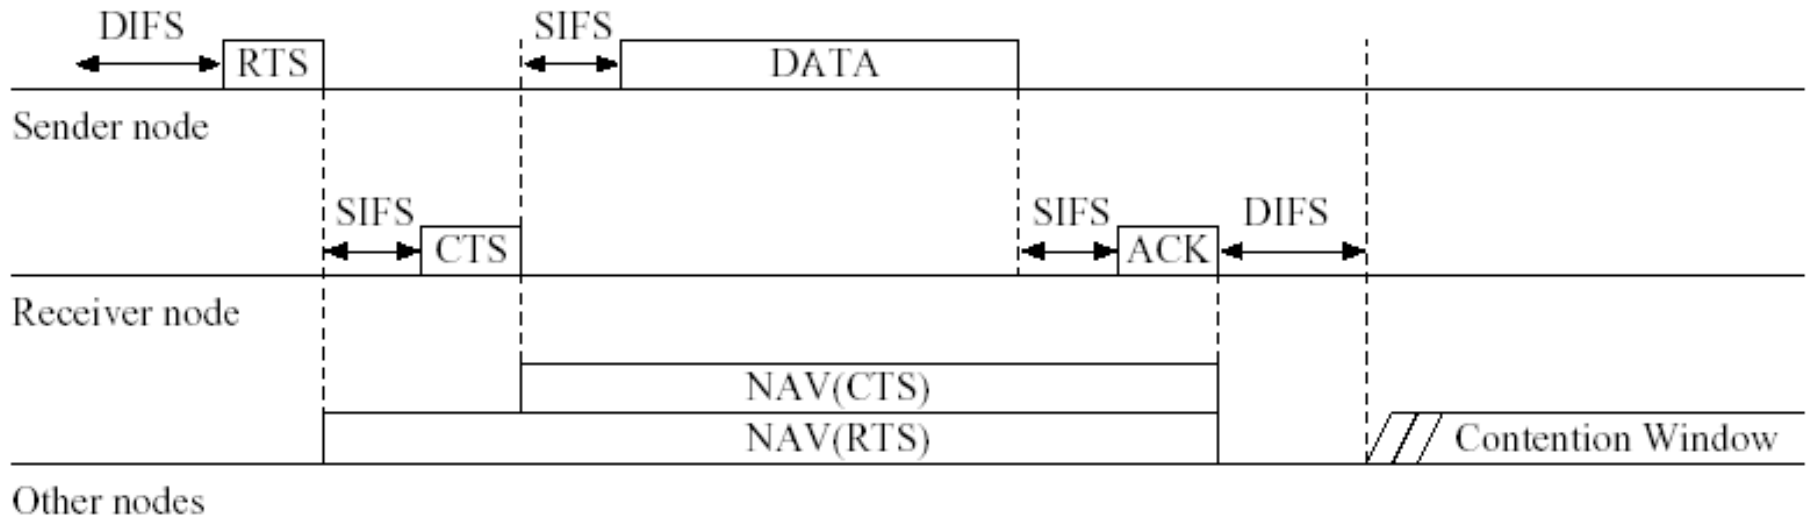 DIFS
SIFS
RTS
DATA
Sender node
SIFS
SIFS
DIFS
CTS
ACK
Receiver node
NAV(CTS)
NAV(RTS)
Contention Window
Other nodes